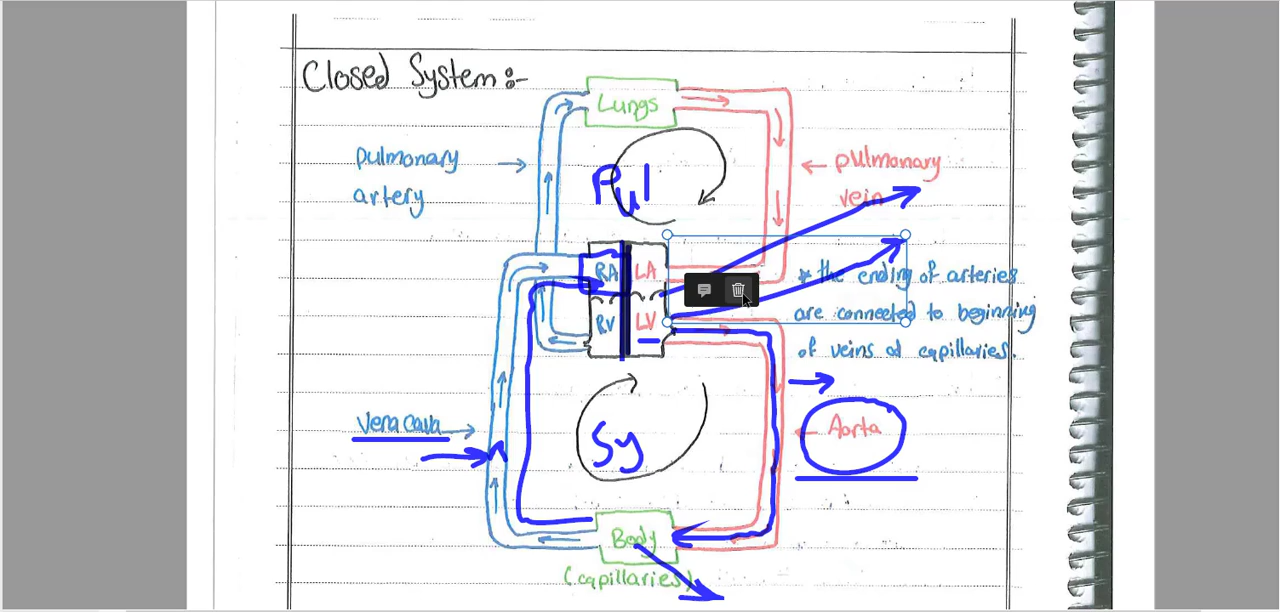 Closed System:-
Lungs
pulmonary
artery
pulmonary
vein
Pul
RA
LA
RV
LV
* the ending of arteries
are connected to beginning
of veins at capillaries.
vena cava
Sy
Aorta
Body
(capillaries)